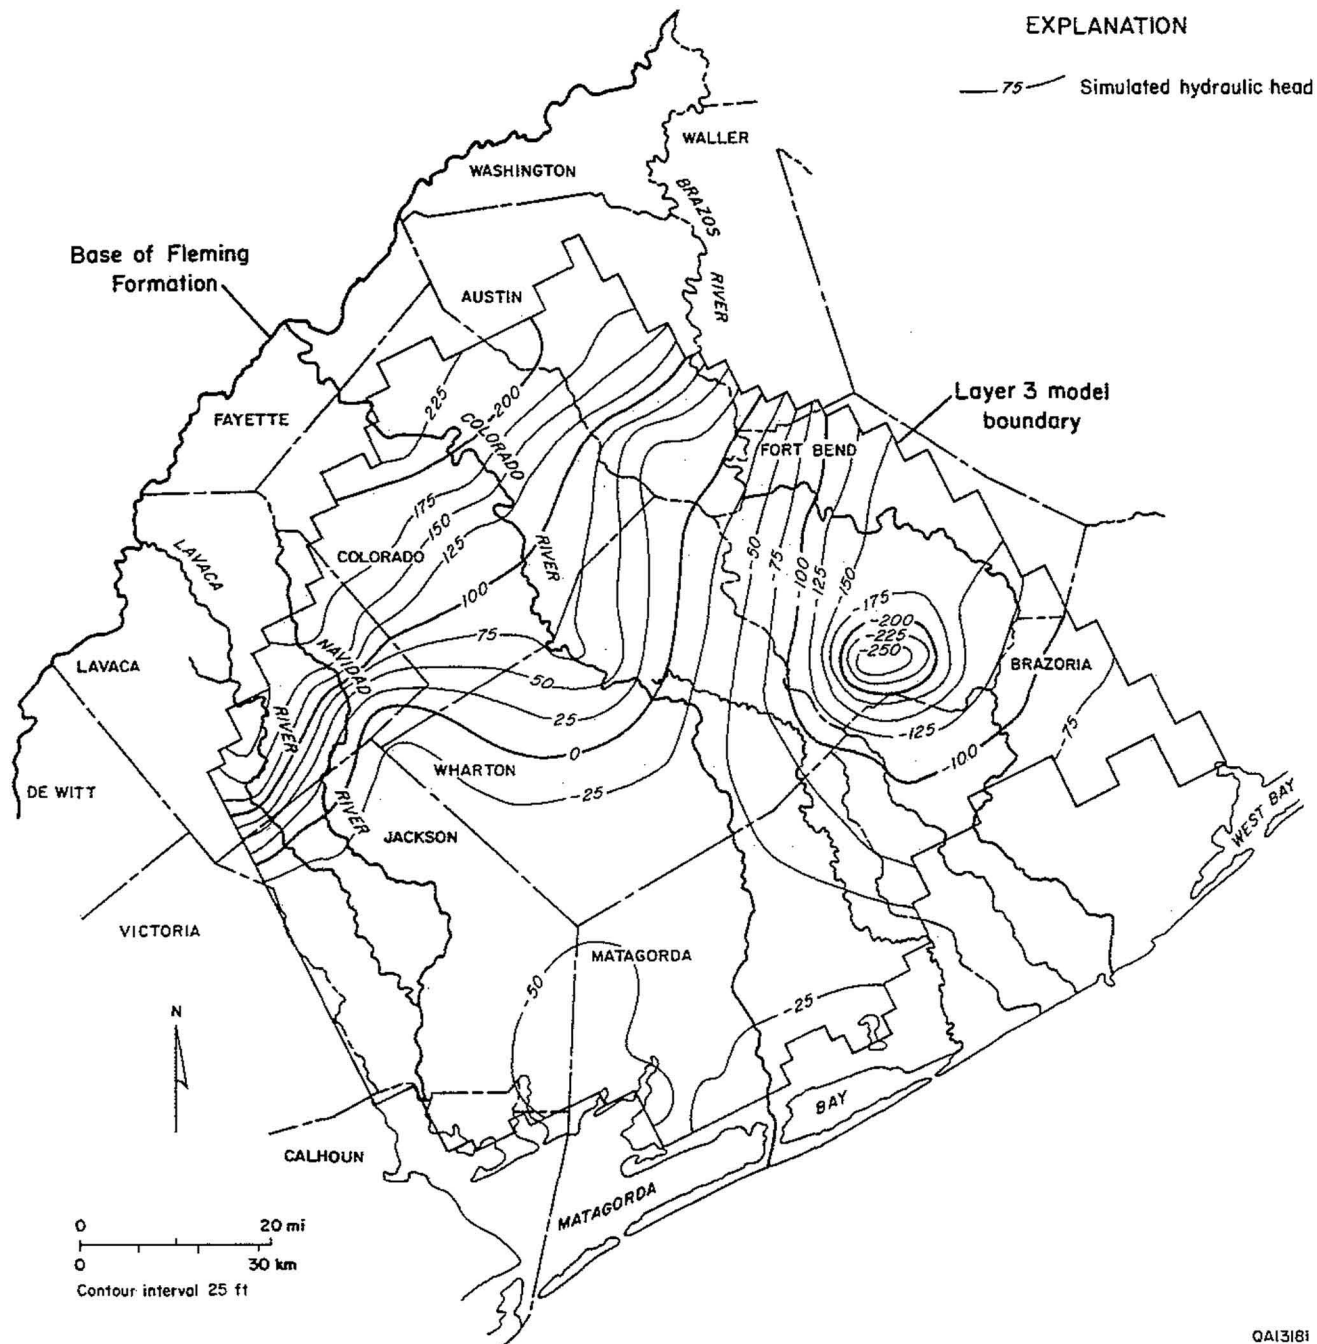 EXPLANATION
75 Simulated hydraulic head
WALLER
WASHINGTON
BRAZOS
RIVER
Base of Fleming
Formation
AUSTIN
225
200
COLORADO
RIVER
FAYETTE
Layer 3 model
boundary
FORT BEND
175
150
125
100
LAVACA
COLORADO
-50
-75
-100
-125
150
-175
-200
-225
-250
NAVIDAD
75
50
25
0
-25
LAVACA
RIVER
RIVER
BRAZORIA
-125
-100
-75
WHARTON
DE WITT
JACKSON
WEST BAY
VICTORIA
MATAGORDA
-50
-25
N
CALHOUN
BAY
MATAGORDA
0 20 mi
0 30 km
Contour interval 25 ft
QA13181